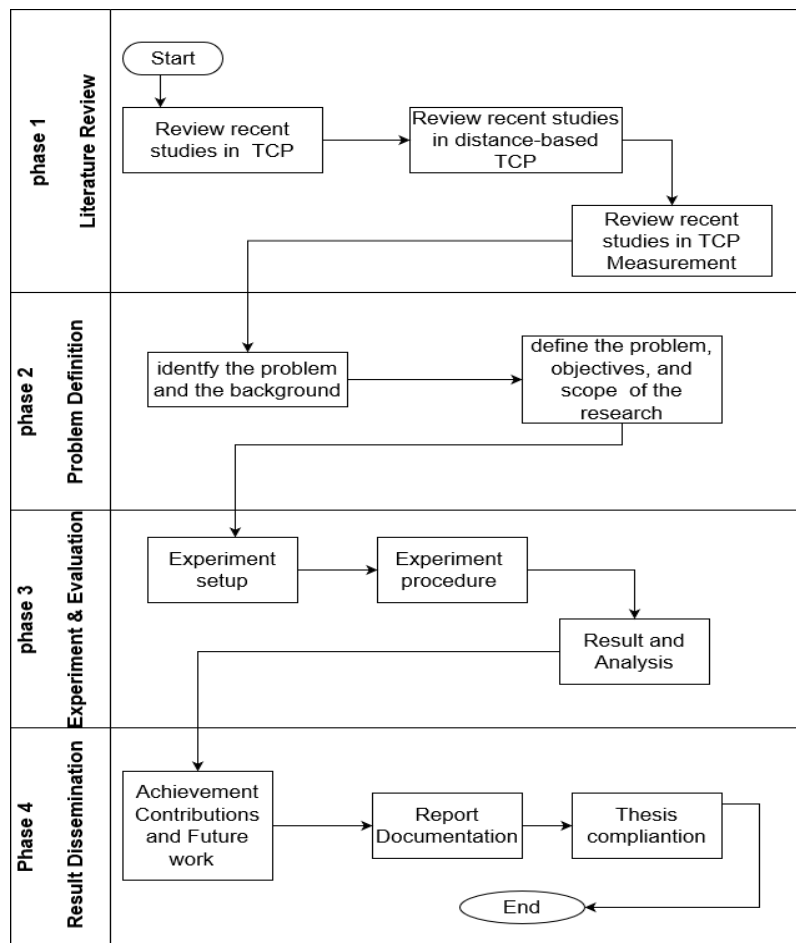 phase 1
Literature Review
Start
Review recent
studies in TCP
Review recent studies
in distance-based
TCP
Review recent
studies in TCP
Measurement
phase 2
Problem Definition
identfy the problem
and the background
define the problem,
objectives, and
scope of the
research
phase 3
Experiment & Evaluation
Experiment
setup
Experiment
procedure
Result and
Analysis
Phase 4
Result Dissemination
Achievement
Contributions
and Future
work
Report
Documentation
Thesis
compliantion
End